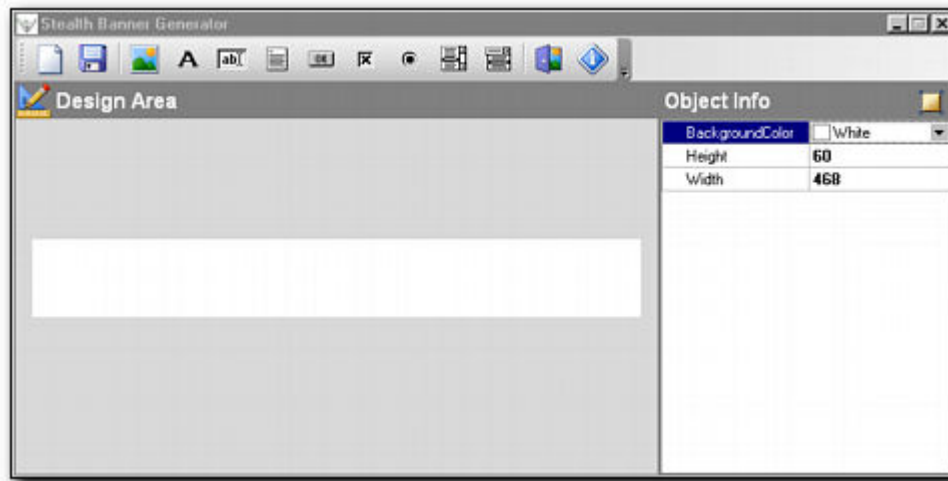 Stealth Banner Generator
A ab OK
Design Area
Object Info
BackgroundColor White
Height 60
Width 468